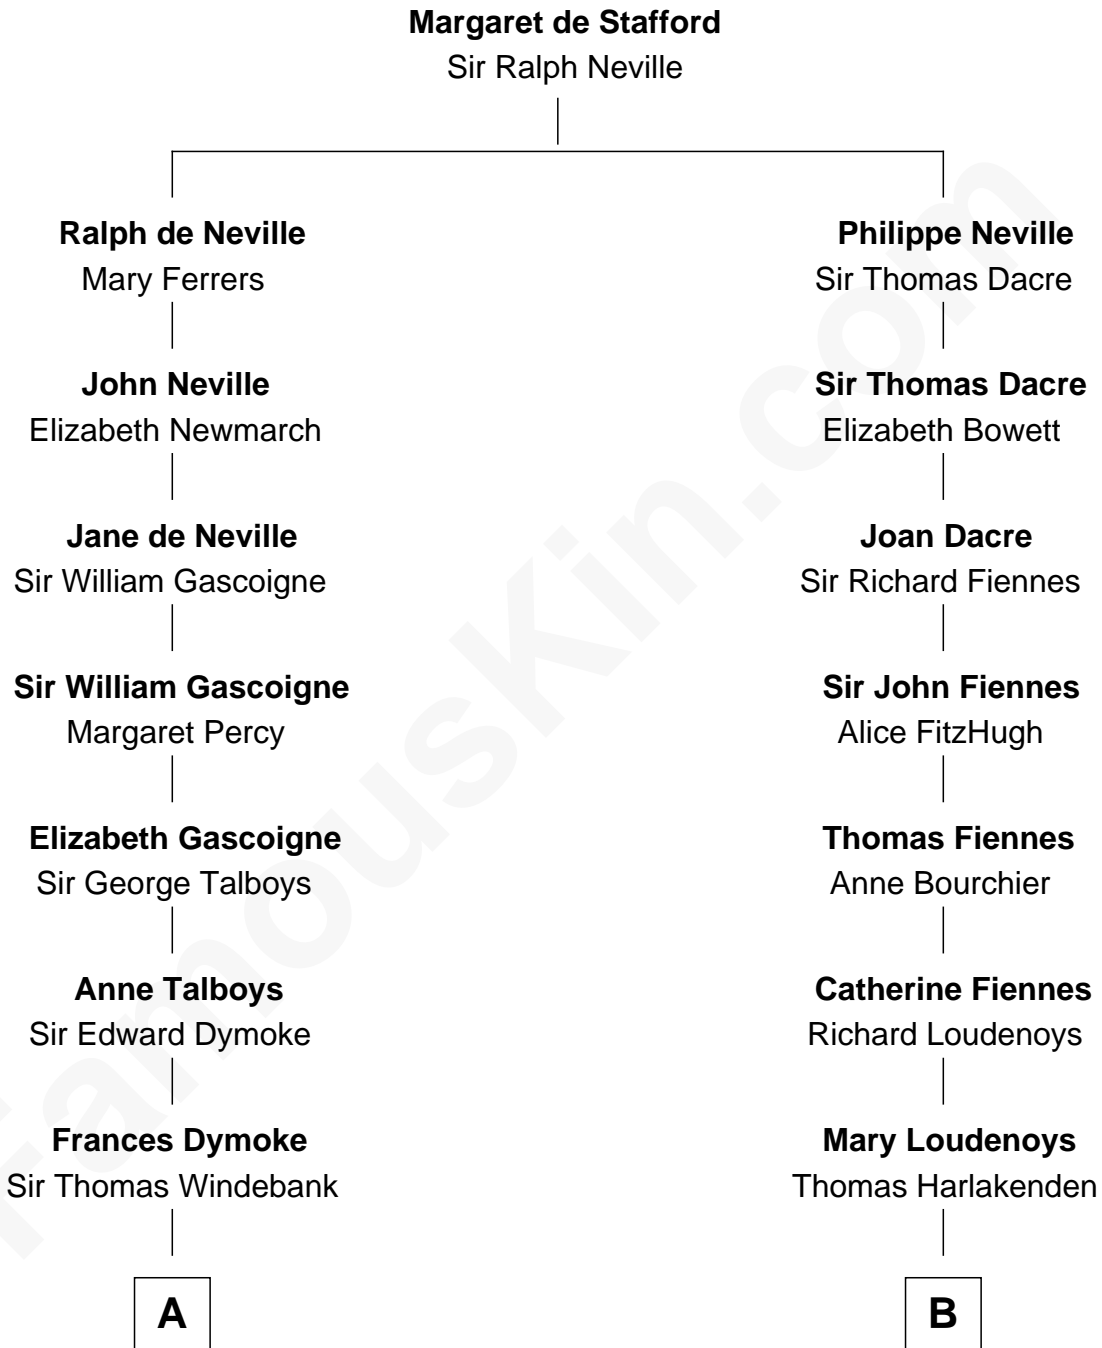 Margaret de Stafford
Sir Ralph Neville
Ralph de Neville
Mary Ferrers
John Neville
Elizabeth Newmarch
Jane de Neville
Sir William Gascoigne
Sir William Gascoigne
Margaret Percy
Elizabeth Gascoigne
Sir George Talboys
Anne Talboys
Sir Edward Dymoke
Frances Dymoke
Sir Thomas Windebank
A
Philippe Neville
Sir Thomas Dacre
Sir Thomas Dacre
Elizabeth Bowett
Joan Dacre
Sir Richard Fiennes
Sir John Fiennes
Alice FitzHugh
Thomas Fiennes
Anne Bourchier
Catherine Fiennes
Richard Loudenoys
Mary Loudenoys
Thomas Harlakenden
B
FamousKin.com